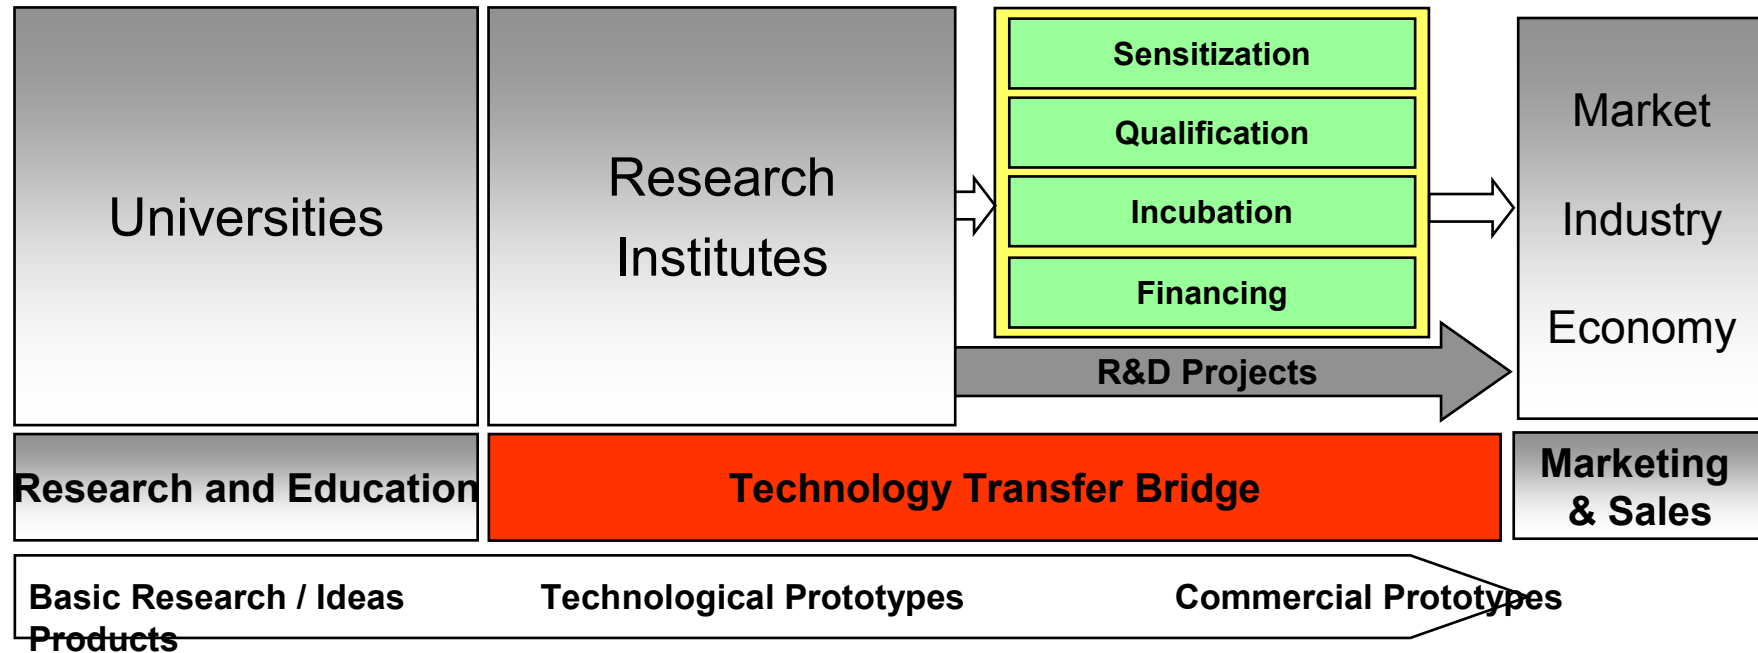 Universities
Research
Institutes
Sensitization
Qualification
Incubation
Financing
R&D Projects
Market
Industry
Economy
Research and Education
Technology Transfer Bridge
Marketing
& Sales
Basic Research / Ideas Technological Prototypes Commercial Prototypes
Products